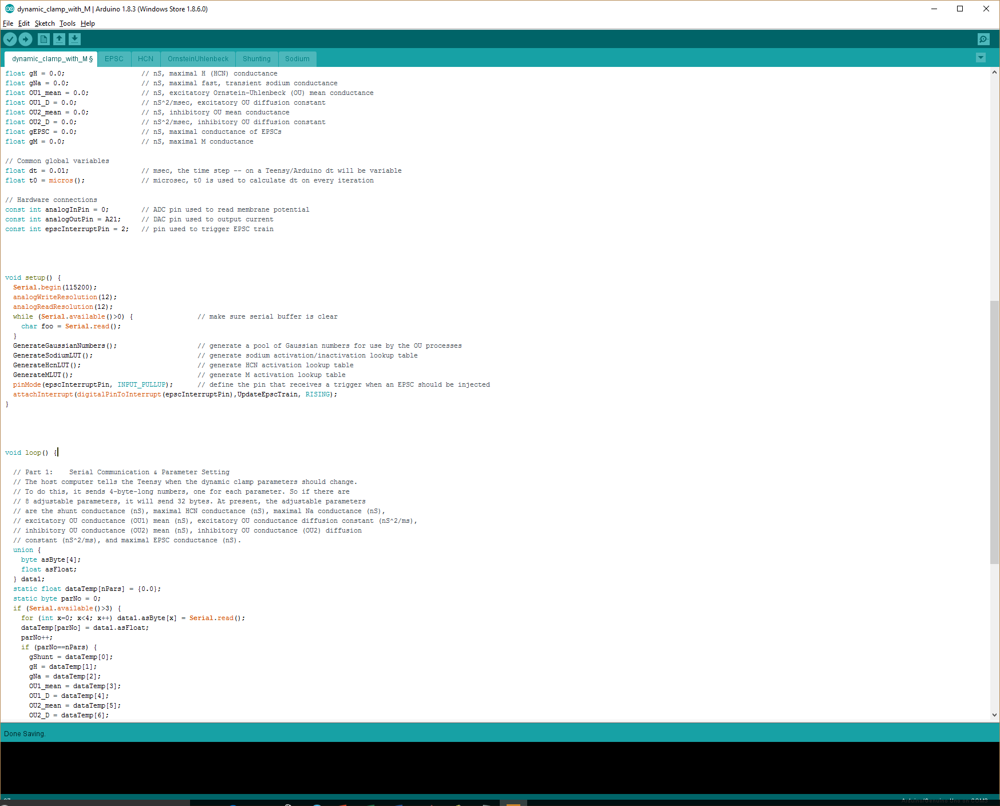 dynamic_clamp_with_M | Arduino 1.8.3 (Windows Store 1.8.6.0)
File Edit Sketch Tools Help
dynamic_clamp_with_M § EPSC HCN OrnsteinUhlenbeck Shunting Sodium
float gH = 0.0; // nS, maximal H (HCN) conductance
float gNa = 0.0; // nS, maximal fast, transient sodium conductance
float OU1_mean = 0.0; // nS, excitatory Ornstein-Uhlenbeck (OU) mean conductance
float OU1_D = 0.0; // nS^2/msec, excitatory OU diffusion constant
float OU2_mean = 0.0; // nS, inhibitory OU mean conductance
float OU2_D = 0.0; // nS^2/msec, inhibitory OU diffusion constant
float gEPSC = 0.0; // nS, maximal conductance of EPSCs
float gM = 0.0; // nS, maximal M conductance
// Common global variables
float dt = 0.01; // msec, the time step -- on a Teensy/Arduino dt will be variable
float t0 = micros(); // microsec, t0 is used to calculate dt on every iteration
// Hardware connections
const int analogInPin = 0; // ADC pin used to read membrane potential
const int analogOutPin = A21; // DAC pin used to output current
const int epscInterruptPin = 2; // pin used to trigger EPSC train
void setup() {
Serial.begin(115200);
analogWriteResolution(12);
analogReadResolution(12);
while (Serial.available()>0) { // make sure serial buffer is clear
char foo = Serial.read();
}
GenerateGaussianNumbers(); // generate a pool of Gaussian numbers for use by the OU processes
GenerateSodiumLUT(); // generate sodium activation/inactivation lookup table
GenerateHcnLUT(); // generate HCN activation lookup table
GenerateMLUT(); // generate M activation lookup table
pinMode(epscInterruptPin, INPUT_PULLUP); // define the pin that receives a trigger when an EPSC should be injected
attachInterrupt(digitalPinToInterrupt(epscInterruptPin),UpdateEpscTrain, RISING);
}
void loop() {
// Part 1: Serial Communication & Parameter Setting
// The host computer tells the Teensy when the dynamic clamp parameters should change.
// To do this, it sends 4-byte-long numbers, one for each parameter. So if there are
// 8 adjustable parameters, it will send 32 bytes. At present, the adjustable parameters
// are the shunt conductance (nS), maximal HCN conductance (nS), maximal Na conductance (nS),
// excitatory OU conductance (OU1) mean (nS), excitatory OU conductance diffusion constant (nS^2/ms),
// inhibitory OU conductance (OU2) mean (nS), inhibitory OU conductance (OU2) diffusion
// constant (nS^2/ms), and maximal EPSC conductance (nS).
union {
byte asByte[4];
float asFloat;
} data1;
static float dataTemp[nPars] = {0.0};
static byte parNo = 0;
if (Serial.available()>3) {
for (int x=0; x<4; x++) data1.asByte[x] = Serial.read();
dataTemp[parNo] = data1.asFloat;
parNo++;
if (parNo==nPars) {
gShunt = dataTemp[0];
gH = dataTemp[1];
gNa = dataTemp[2];
OU1_mean = dataTemp[3];
OU1_D = dataTemp[4];
OU2_mean = dataTemp[5];
OU2_D = dataTemp[6];
Done Saving.
Arduino/Genuino Uno on COM3